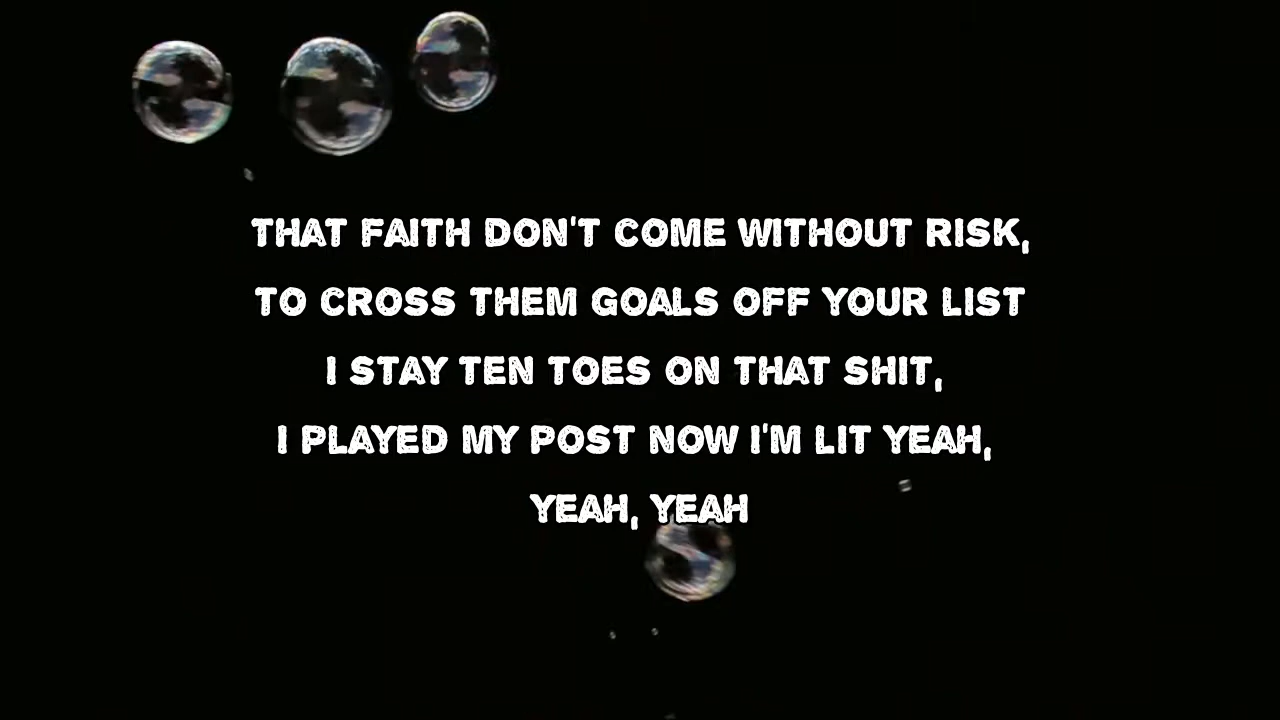 THAT FAITH DON'T COME WITHOUT RISK,
TO CROSS THEM GOALS OFF YOUR LIST
I STAY TEN TOES ON THAT SHIT,
I PLAYED MY POST NOW I'M LIT YEAH,
YEAH, YEAH